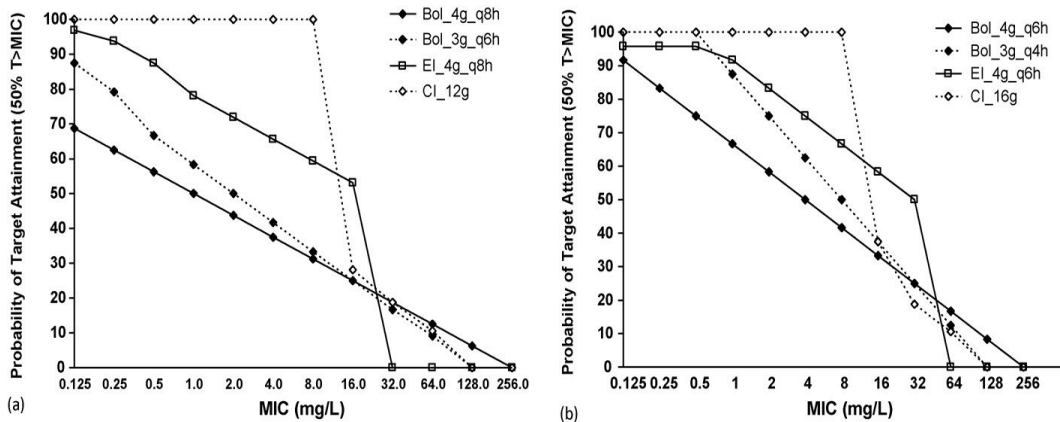 Bol_4g_q8h
Bol_3g_q6h
EI_4g_q8h
CI_12g
Probability of Target Attainment (50% T>MIC)
100
90
80
70
60
50
40
30
20
10
0
0.125 0.25 0.5 1.0 2.0 4.0 8.0 16.0 32.0 64.0 128.0 256.0
MIC (mg/L)
(a)
Bol_4g_q6h
Bol_3g_q4h
EI_4g_q6h
CI_16g
Probability of Target Attainment (50% T>MIC)
100
90
80
70
60
50
40
30
20
10
0
0.125 0.25 0.5 1 2 4 8 16 32 64 128 256
MIC (mg/L)
(b)